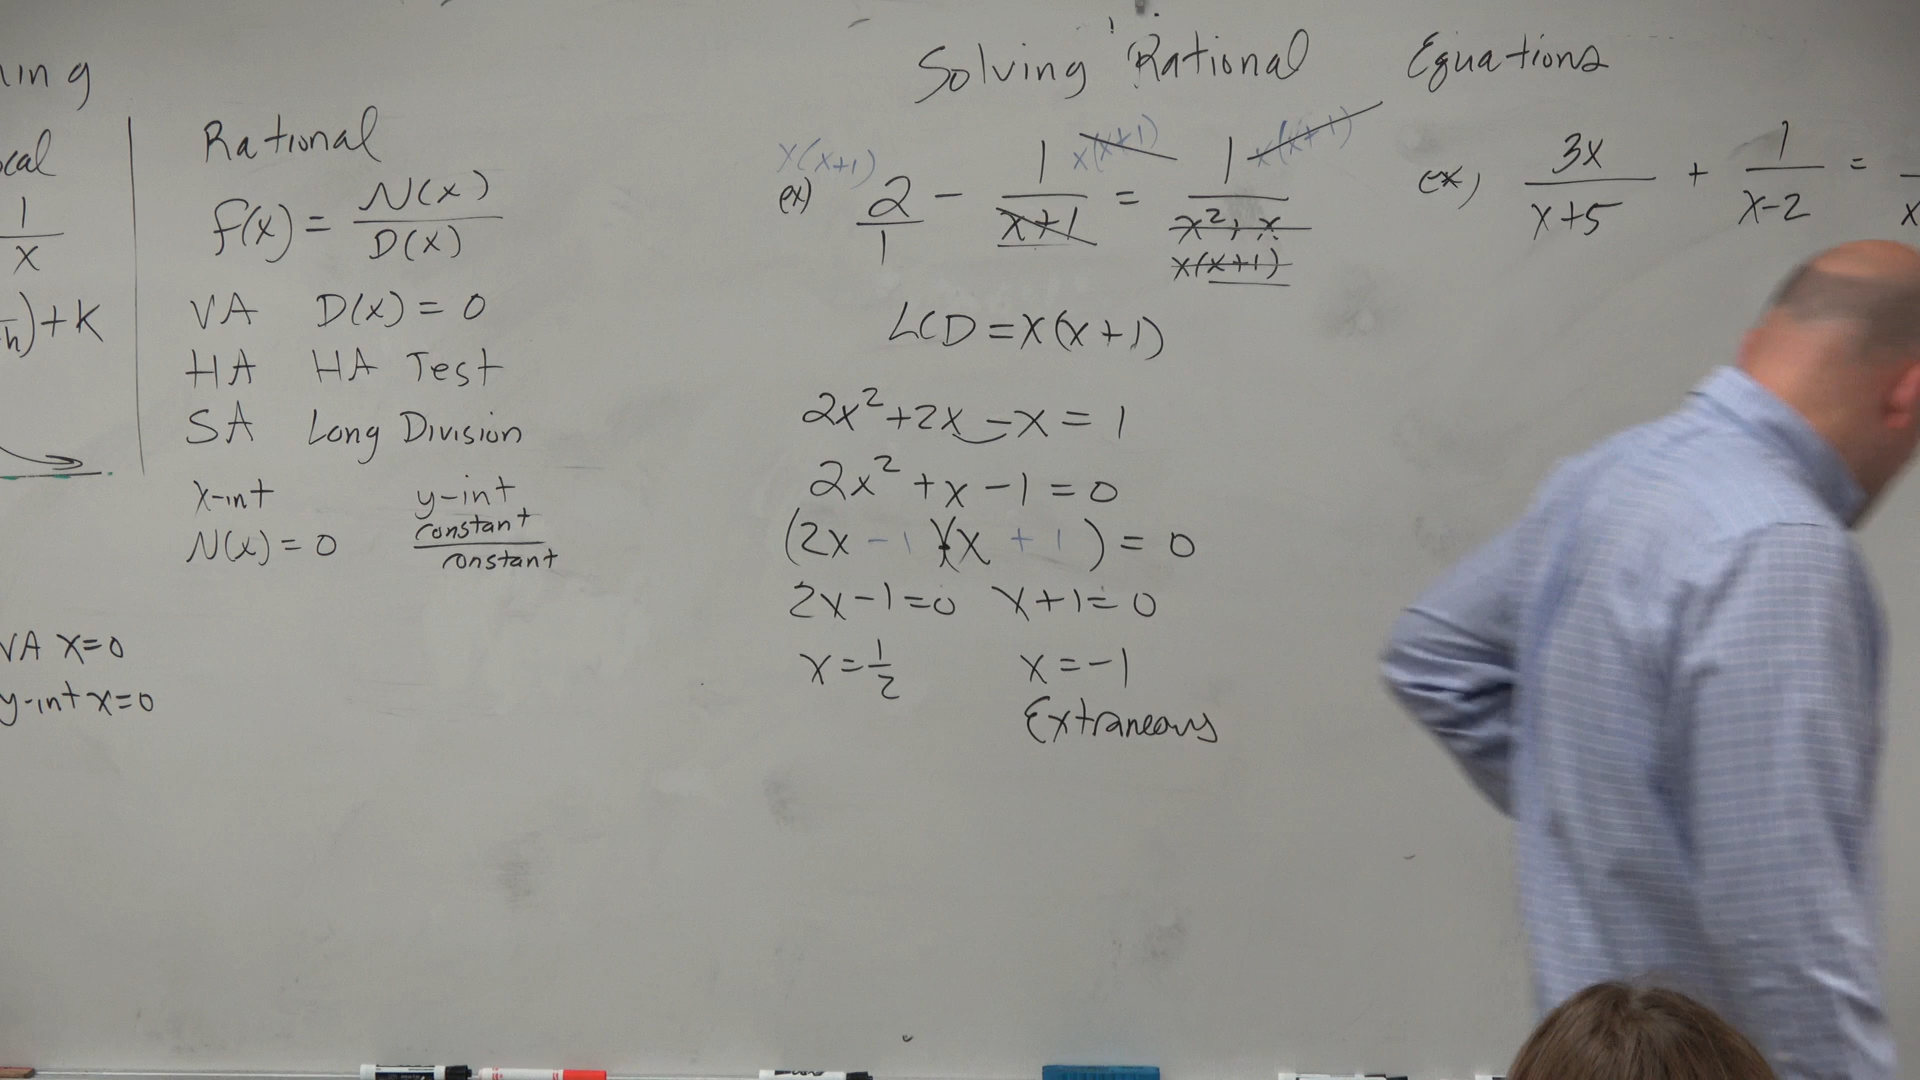 ing
cal
1
x
h)+K
VA x=0
y-int x=0
Rational
f(x) = N(x)
D(x)
VA D(x) = 0
HA HA Test
SA Long Division
x-int y-int
N(x) = 0 constant
constant
Solving Rational Equations
x(x+1) x(x+1) x(x+1)
ex) 2/1 - 1/(x+1) = 1/(x²+x)
x(x+1)
LCD = x(x+1)
2x²+2x-x = 1
2x²+x-1 = 0
(2x-1)(x+1) = 0
2x-1=0 x+1=0
x=1/2 x=-1
Extraneous
ex) 3x/(x+5) + 1/(x-2) =
x